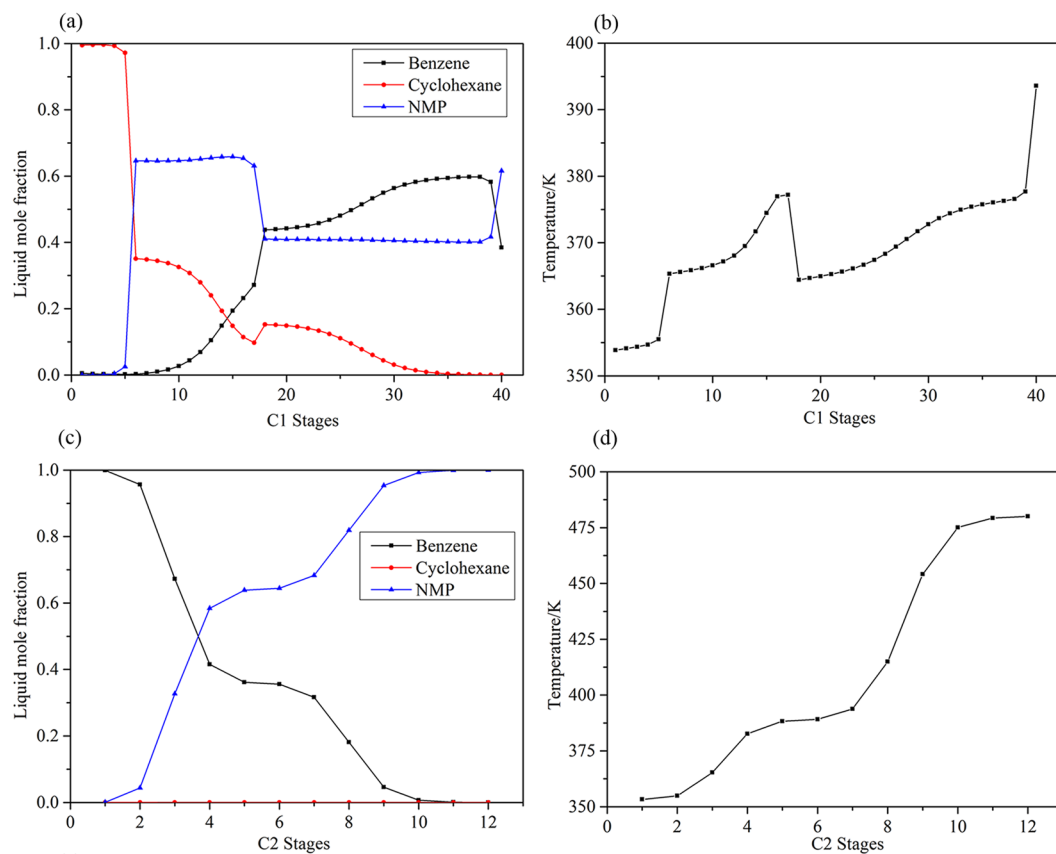 (a)
Liquid mole fraction
1.0
0.8
0.6
0.4
0.2
0.0
0 10 20 30 40
C1 Stages
Benzene
Cyclohexane
NMP
(b)
Temperature/K
400
390
380
370
360
350
0 10 20 30 40
C1 Stages
(c)
Liquid mole fraction
1.0
0.8
0.6
0.4
0.2
0.0
0 2 4 6 8 10 12
C2 Stages
Benzene
Cyclohexane
NMP
(d)
Temperature/K
500
475
450
425
400
375
350
0 2 4 6 8 10 12
C2 Stages